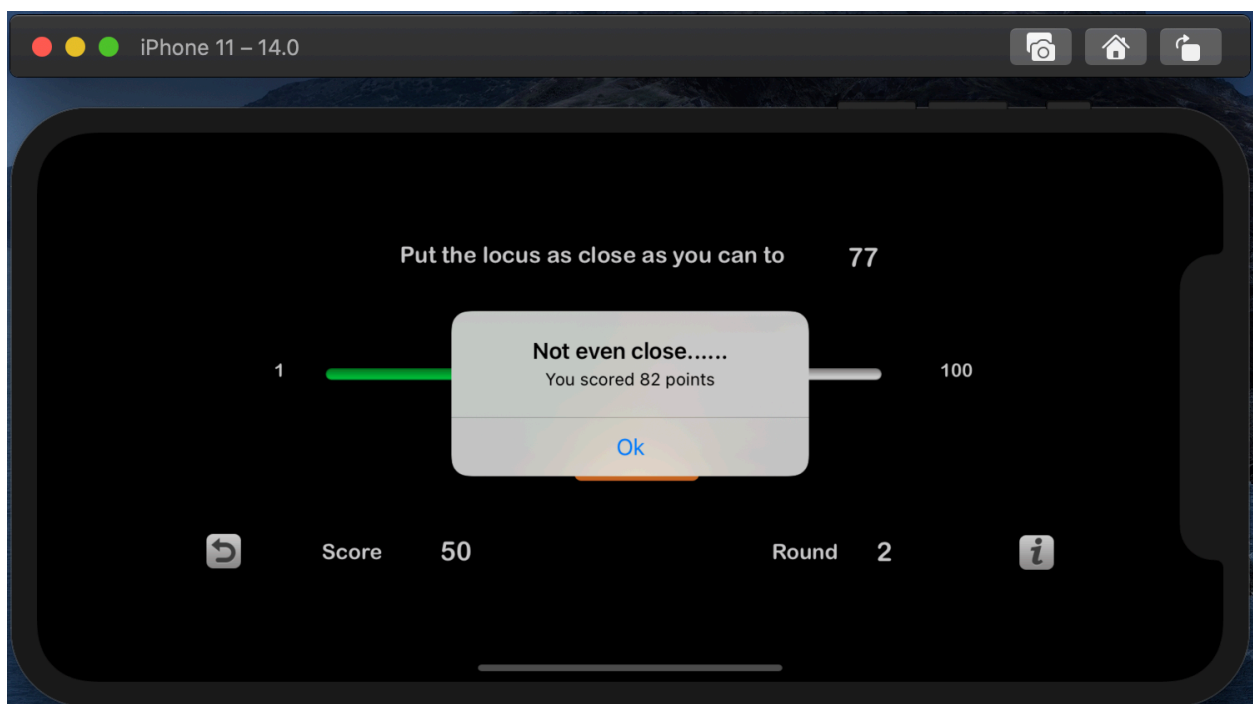 iPhone 11 – 14.0
Put the locus as close as you can to 77
Not even close......
You scored 82 points
1 100
Ok
Score 50 Round 2